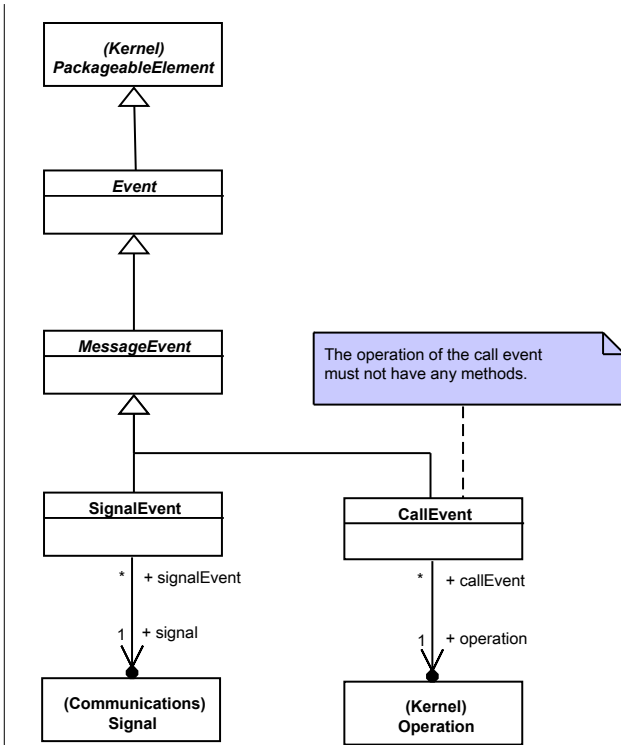 (Kernel)
PackageableElement
Event
MessageEvent
The operation of the call event
must not have any methods.
SignalEvent
CallEvent
* + signalEvent
* + callEvent
1 + signal
1 + operation
(Communications)
Signal
(Kernel)
Operation